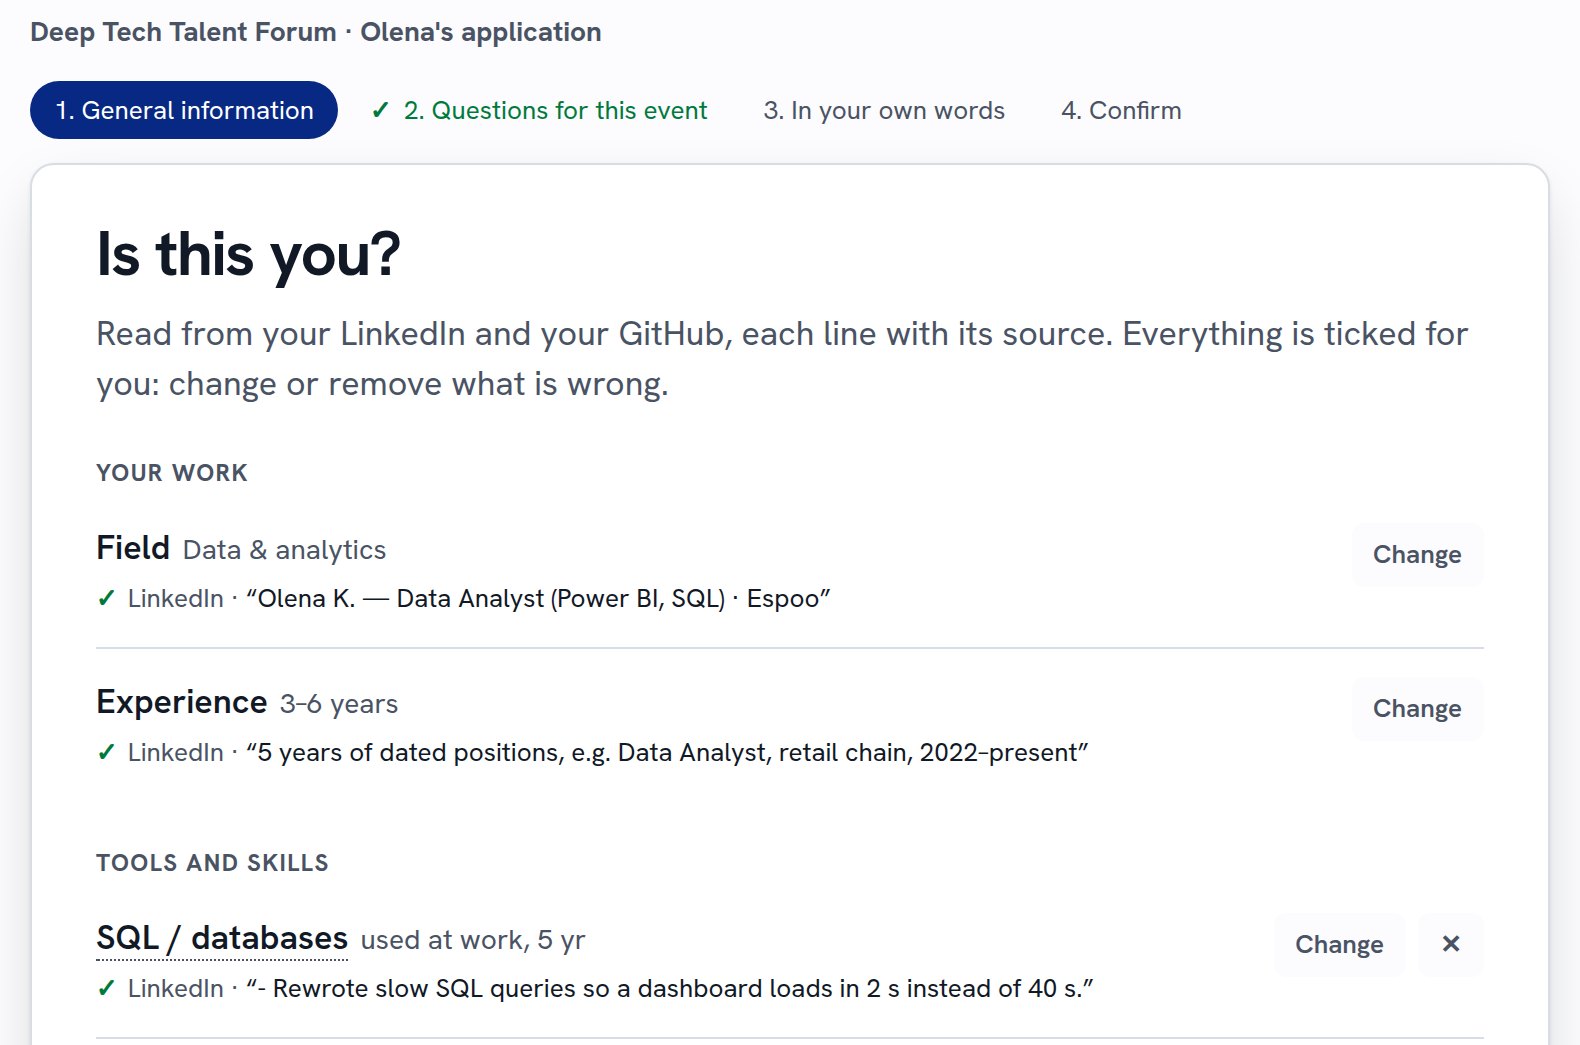 Deep Tech Talent Forum · Olena's application
1. General information
✓ 2. Questions for this event
3. In your own words
4. Confirm
Is this you?
Read from your LinkedIn and your GitHub, each line with its source. Everything is ticked for
you: change or remove what is wrong.
YOUR WORK
Field Data & analytics
Change
✓ LinkedIn · “Olena K. — Data Analyst (Power BI, SQL) · Espoo”
Experience 3–6 years
Change
✓ LinkedIn · “5 years of dated positions, e.g. Data Analyst, retail chain, 2022–present”
TOOLS AND SKILLS
SQL / databases used at work, 5 yr
Change ✕
✓ LinkedIn · “- Rewrote slow SQL queries so a dashboard loads in 2 s instead of 40 s.”